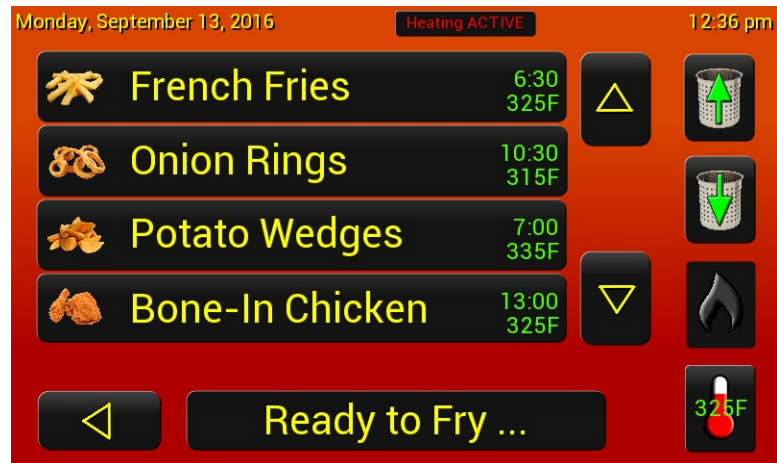 Monday, September 13, 2016 Heating ACTIVE 12:36 pm
French Fries 6:30
325F
Onion Rings 10:30
315F
Potato Wedges 7:00
335F
Bone-In Chicken 13:00
325F
Ready to Fry ...
325F